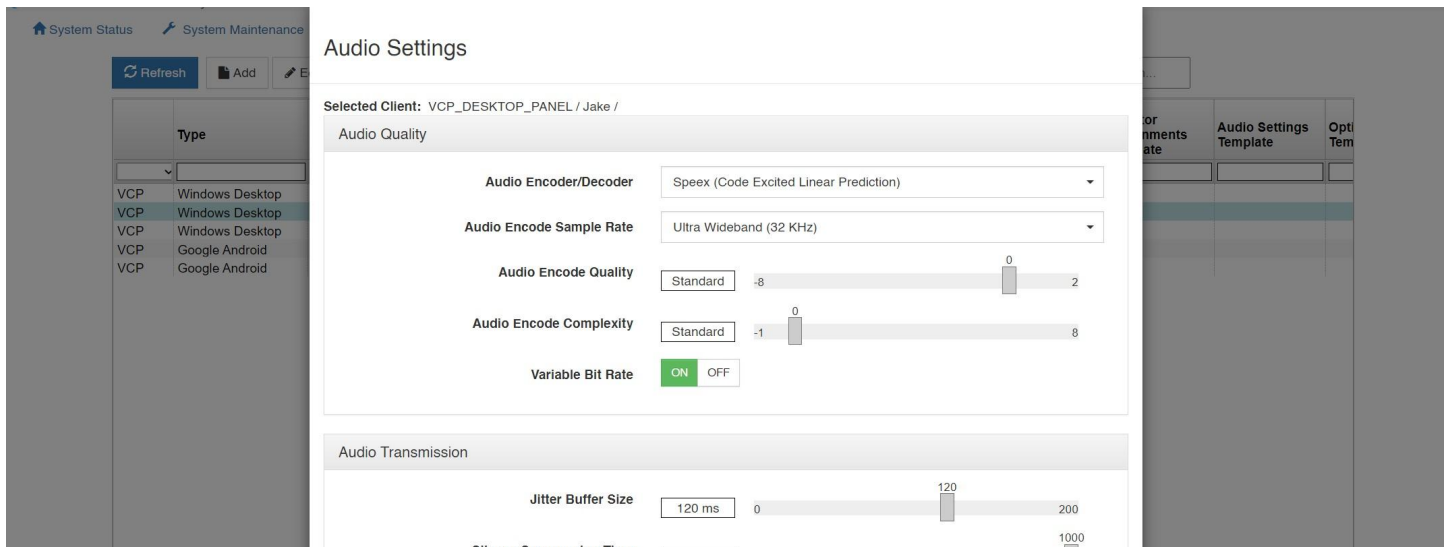 System Status System Maintenance
Audio Settings
Refresh Add
Selected Client: VCP_DESKTOP_PANEL / Jake /
Type
Audio Settings Template
Audio Quality
Audio Encoder/Decoder Speex (Code Excited Linear Prediction)
Audio Encode Sample Rate Ultra Wideband (32 KHz)
VCP Windows Desktop
VCP Windows Desktop
VCP Windows Desktop
VCP Google Android
VCP Google Android
0
Audio Encode Quality Standard -8 2
0
Audio Encode Complexity Standard -1 8
Variable Bit Rate ON OFF
Audio Transmission
120
Jitter Buffer Size 120 ms 0 200
1000